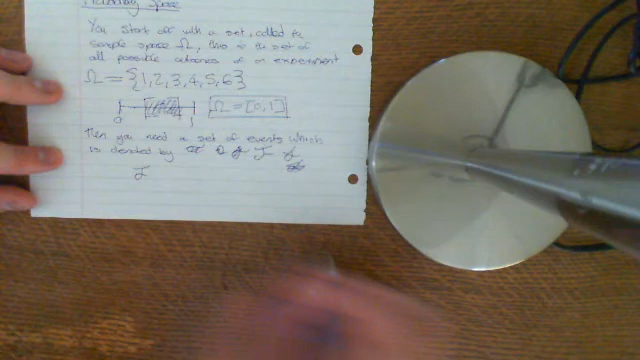 Probability Space
You start off with a set, called the
sample space Ω, this is the set of
all possible outcomes of an experiment
Ω = {1,2,3,4,5,6}
0 1 Ω = [0,1]
Then you need a set of events which
is denoted by F
F